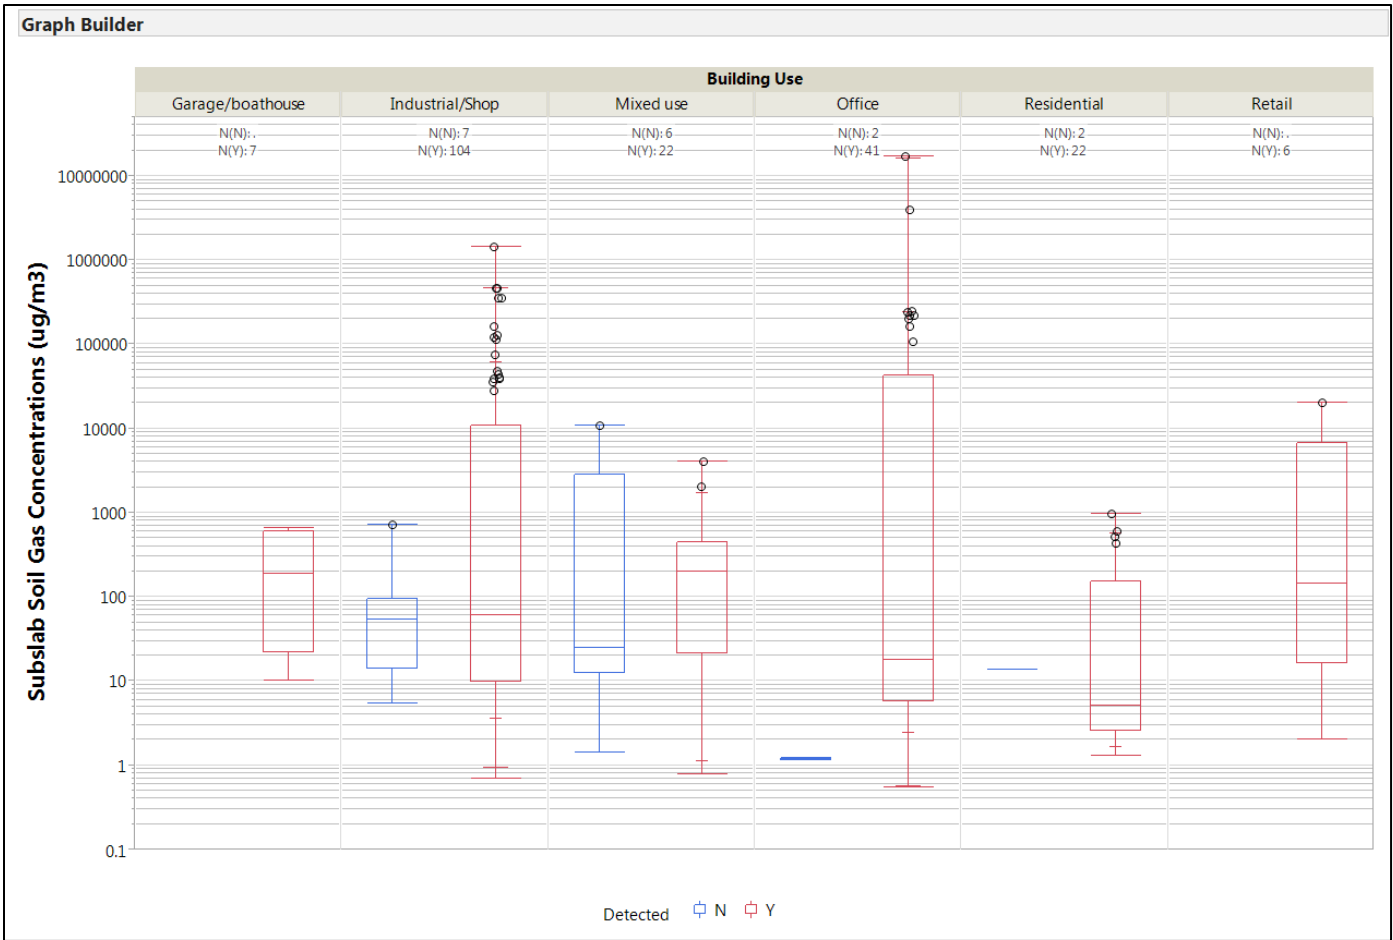 Graph Builder
Building Use
Garage/boathouse Industrial/Shop Mixed use Office Residential Retail
N(N): . N(N): 7 N(N): 6 N(N): 2 N(N): 2 N(N): .
N(Y): 7 N(Y): 104 N(Y): 22 N(Y): 41 N(Y): 22 N(Y): 6
Subslab Soil Gas Concentrations (ug/m3)
10000000
1000000
100000
10000
1000
100
10
1
0.1
Detected N Y